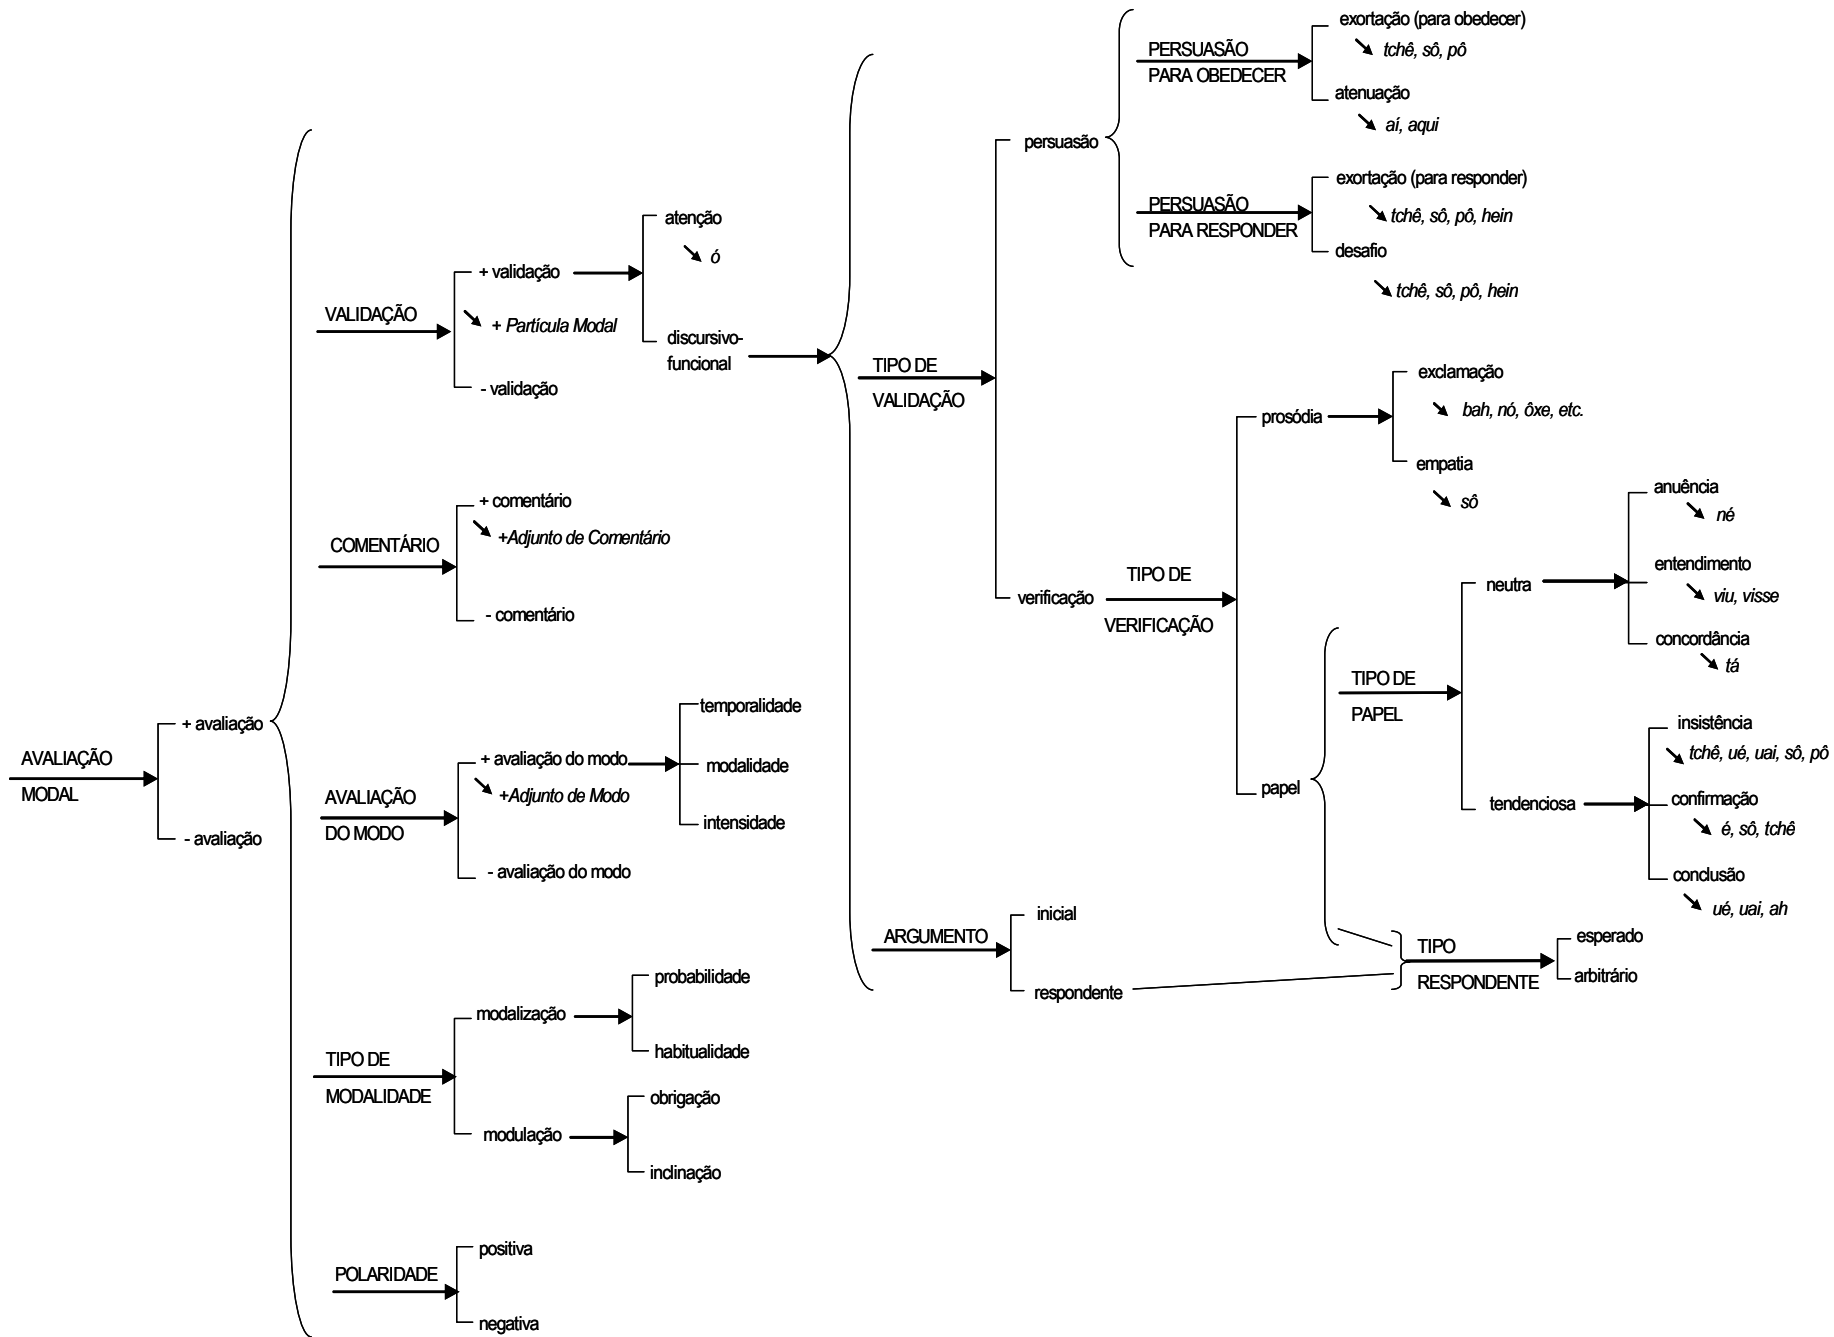 AVALIAÇÃO
MODAL
+ avaliação
- avaliação
VALIDAÇÃO
+ validação
+ Partícula Modal
- validação
atenção
ó
discursivo-
funcional
COMENTÁRIO
+ comentário
+Adjunto de Comentário
- comentário
AVALIAÇÃO
DO MODO
+ avaliação do modo
+Adjunto de Modo
- avaliação do modo
temporalidade
modalidade
intensidade
TIPO DE
MODALIDADE
modalização
probabilidade
habitualidade
modulação
obrigação
inclinação
POLARIDADE
positiva
negativa
TIPO DE
VALIDAÇÃO
persuasão
PERSUASÃO
PARA OBEDECER
exortação (para obedecer)
tchê, sô, pô
atenuação
aí, aqui
PERSUASÃO
PARA RESPONDER
exortação (para responder)
tchê, sô, pô, hein
desafio
tchê, sô, pô, hein
verificação
TIPO DE
VERIFICAÇÃO
prosódia
exclamação
bah, nó, ôxe, etc.
empatia
sô
papel
TIPO DE
PAPEL
neutra
anuência
né
entendimento
viu, visse
concordância
tá
tendenciosa
insistência
tchê, ué, uai, sô, pô
confirmação
é, sô, tchê
conclusão
ué, uai, ah
ARGUMENTO
inicial
respondente
TIPO
RESPONDENTE
esperado
arbitrário